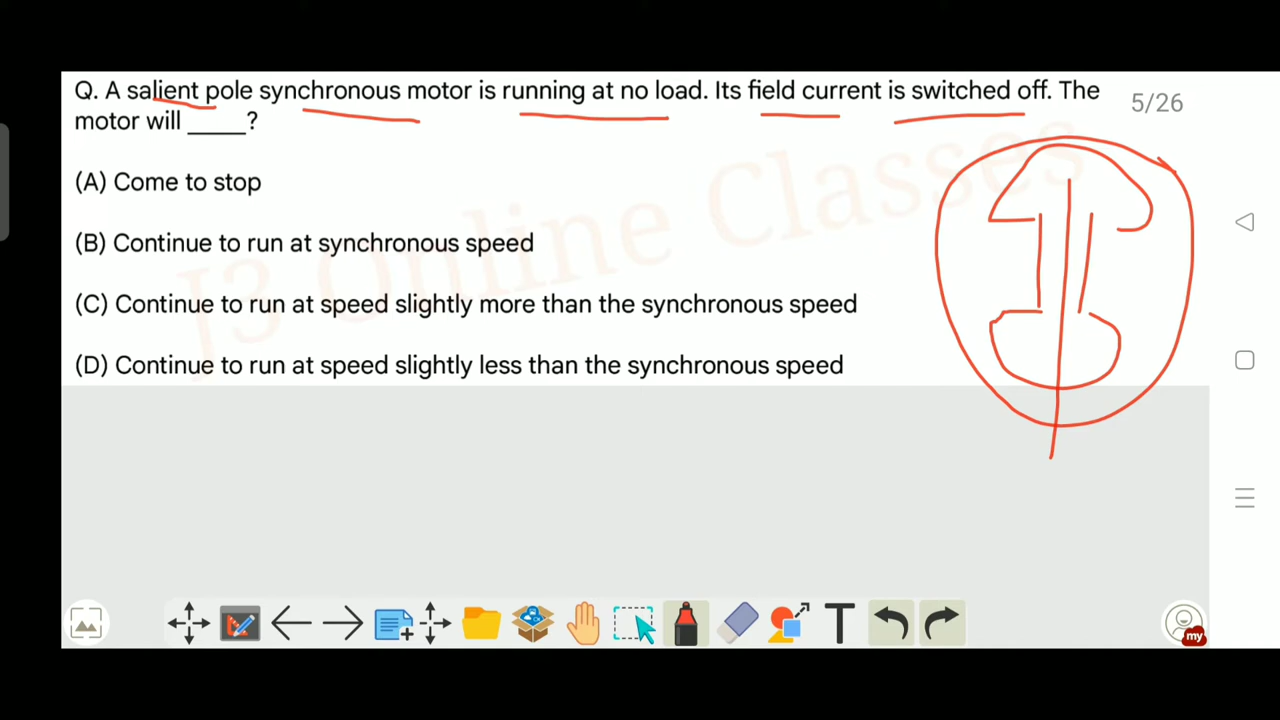 Q. A salient pole synchronous motor is running at no load. Its field current is switched off. The
motor will _____?
5/26
(A) Come to stop
(B) Continue to run at synchronous speed
(C) Continue to run at speed slightly more than the synchronous speed
(D) Continue to run at speed slightly less than the synchronous speed
J3 Online Classes
T
my